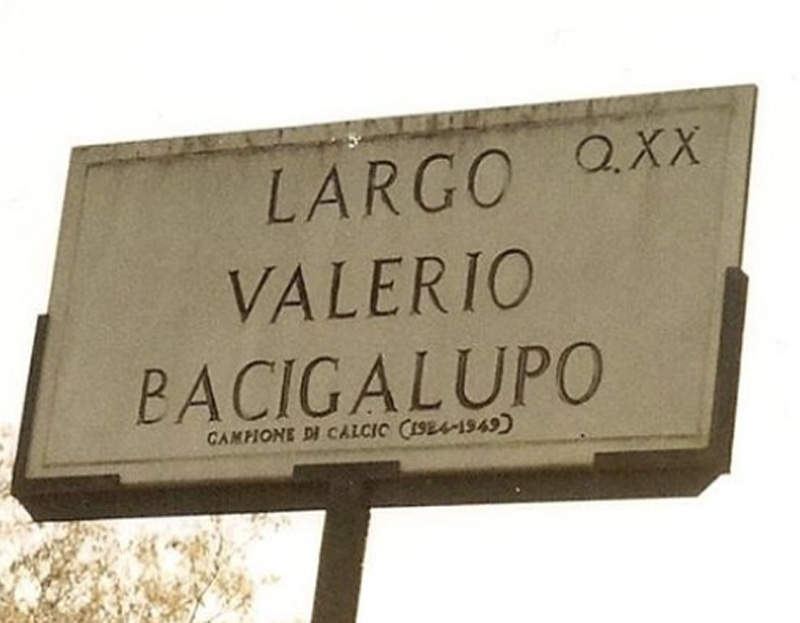 LARGO Q.XX
VALERIO
BACIGALUPO
CAMPIONE DI CALCIO (1924-1949)